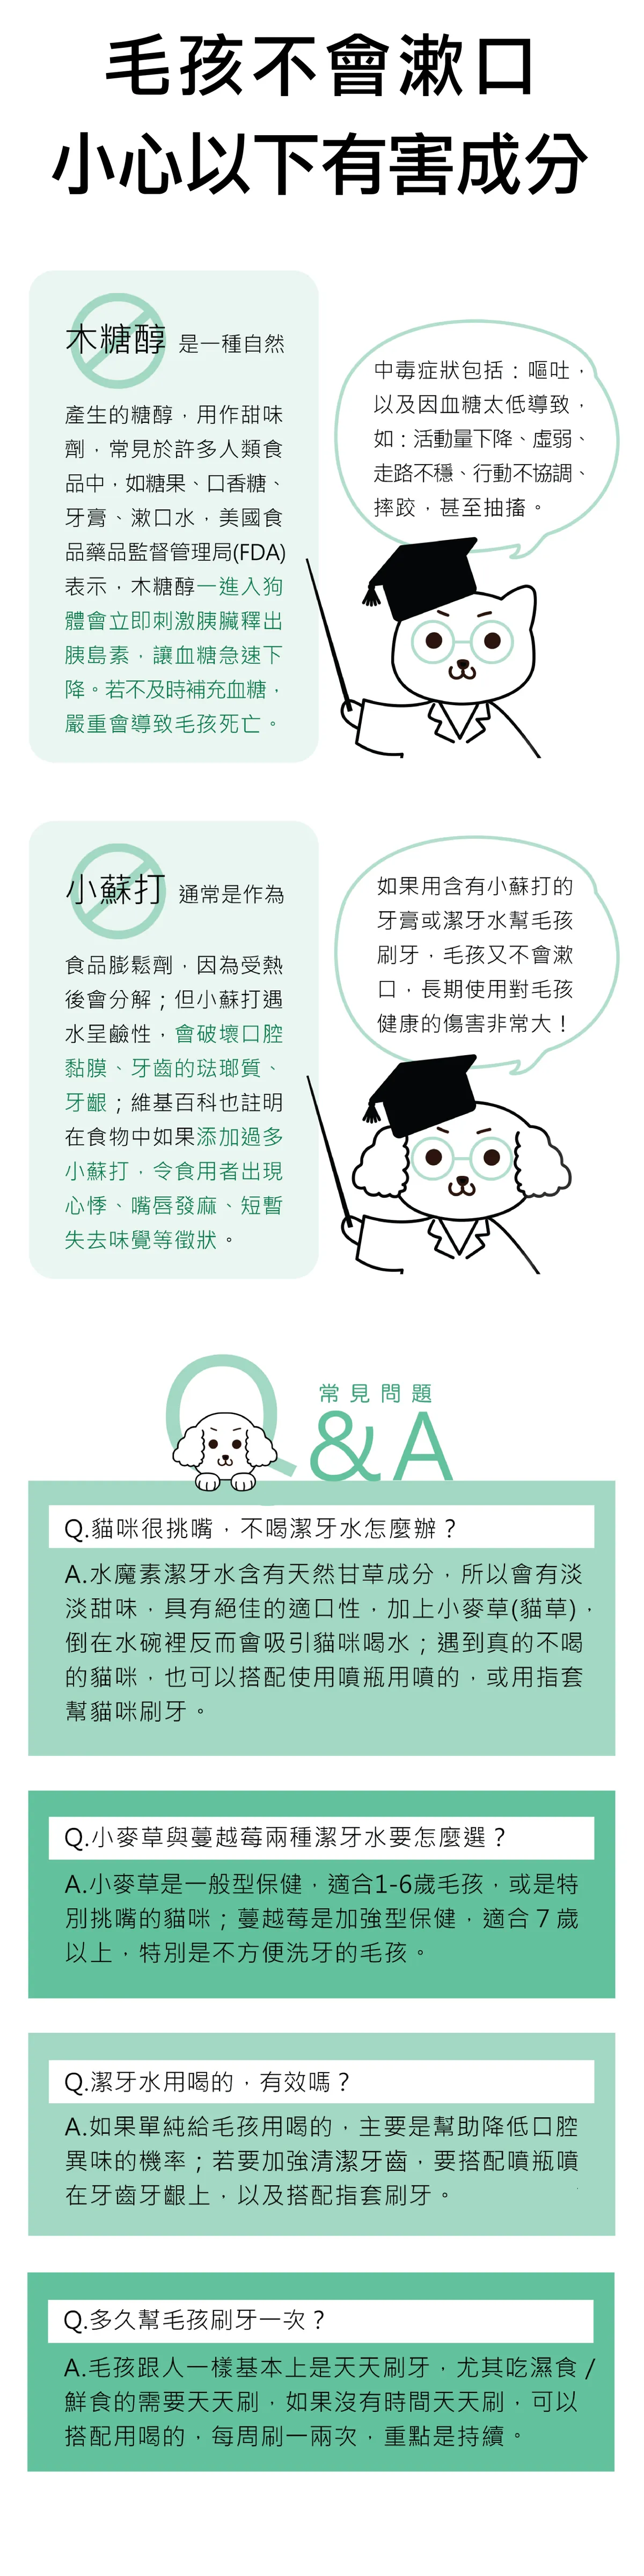 毛孩不會漱口
小心以下有害成分
木糖醇 是一種自然
產生的糖醇，用作甜味
劑，常見於許多人類食
品中，如糖果、口香糖、
牙膏、漱口水，美國食
品藥品監督管理局(FDA)
表示，木糖醇一進入狗
體會立即刺激胰臟釋出
胰島素，讓血糖急速下
降。若不及時補充血糖，
嚴重會導致毛孩死亡。
中毒症狀包括：嘔吐，
以及因血糖太低導致，
如：活動量下降、虛弱、
走路不穩、行動不協調、
摔跤，甚至抽搐。
小蘇打 通常是作為
食品膨鬆劑，因為受熱
後會分解；但小蘇打遇
水呈鹼性，會破壞口腔
黏膜、牙齒的琺瑯質、
牙齦；維基百科也註明
在食物中如果添加過多
小蘇打，令食用者出現
心悸、嘴唇發麻、短暫
失去味覺等徵狀。
如果用含有小蘇打的
牙膏或潔牙水幫毛孩
刷牙，毛孩又不會漱
口，長期使用對毛孩
健康的傷害非常大！
常見問題
Q&A
Q.貓咪很挑嘴，不喝潔牙水怎麼辦？
A.水魔素潔牙水含有天然甘草成分，所以會有淡
淡甜味，具有絕佳的適口性，加上小麥草(貓草)，
倒在水碗裡反而會吸引貓咪喝水；遇到真的不喝
的貓咪，也可以搭配使用噴瓶用噴的，或用指套
幫貓咪刷牙。
Q.小麥草與蔓越莓兩種潔牙水要怎麼選？
A.小麥草是一般型保健，適合1-6歲毛孩，或是特
別挑嘴的貓咪；蔓越莓是加強型保健，適合7歲
以上，特別是不方便洗牙的毛孩。
Q.潔牙水用喝的，有效嗎？
A.如果單純給毛孩用喝的，主要是幫助降低口腔
異味的機率；若要加強清潔牙齒，要搭配噴瓶噴
在牙齒牙齦上，以及搭配指套刷牙。
Q.多久幫毛孩刷牙一次？
A.毛孩跟人一樣基本上是天天刷牙，尤其吃濕食/
鮮食的需要天天刷，如果沒有時間天天刷，可以
搭配用喝的，每周刷一兩次，重點是持續。